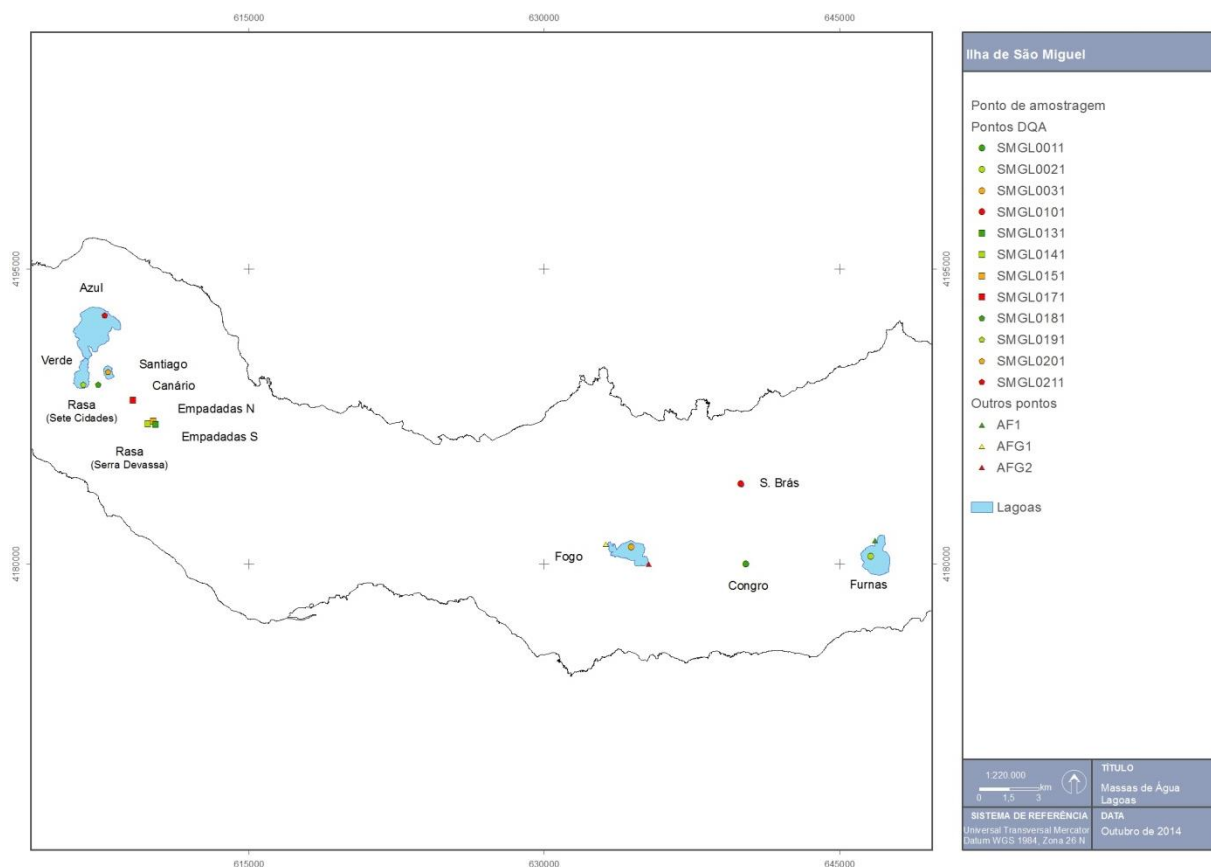 615000
630000
645000
4195000
4180000
4195000
4180000
615000
630000
645000
Azul
Verde
Santiago
Canário
Rasa
(Sete Cidades)
Empadadas N
Empadadas S
Rasa
(Serra Devassa)
S. Brás
Fogo
Congro
Furnas
Ilha de São Miguel
Ponto de amostragem
Pontos DQA
SMGL0011
SMGL0021
SMGL0031
SMGL0101
SMGL0131
SMGL0141
SMGL0151
SMGL0171
SMGL0181
SMGL0191
SMGL0201
SMGL0211
Outros pontos
AF1
AFG1
AFG2
Lagoas
1:220.000
km
0 1,5 3
TÍTULO
Massas de Água
Lagoas
SISTEMA DE REFERÊNCIA
Universal Transversal Mercator
Datum WGS 1984, Zona 26 N
DATA
Outubro de 2014